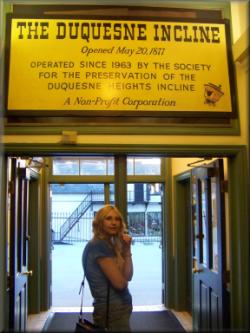 THE DUQUESNE INCLINE
Opened May 20, 1877
OPERATED SINCE 1963 BY THE SOCIETY
FOR THE PRESERVATION OF THE
DUQUESNE HEIGHTS INCLINE
A Non-Profit Corporation